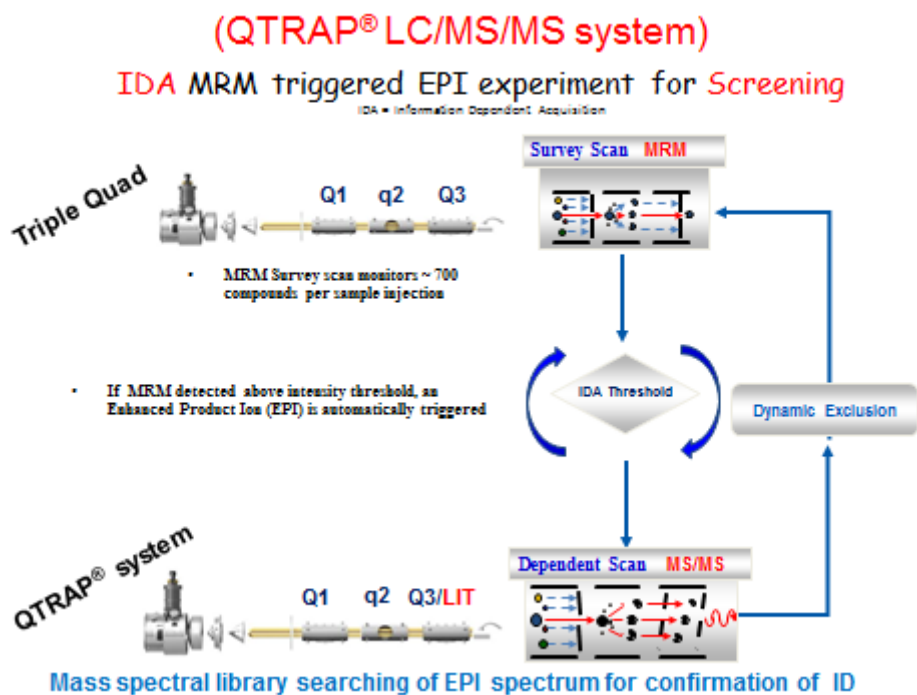 (QTRAP® LC/MS/MS system)
IDA MRM triggered EPI experiment for Screening
IDA = Information Dependent Acquisition
Survey Scan MRM
Triple Quad
Q1 q2 Q3
• MRM Survey scan monitors ~ 700
compounds per sample injection
• If MRM detected above intensity threshold, an
Enhanced Product Ion (EPI) is automatically triggered
IDA Threshold
Dynamic Exclusion
QTRAP® system
Q1 q2 Q3/LIT
Dependent Scan MS/MS
Mass spectral library searching of EPI spectrum for confirmation of ID